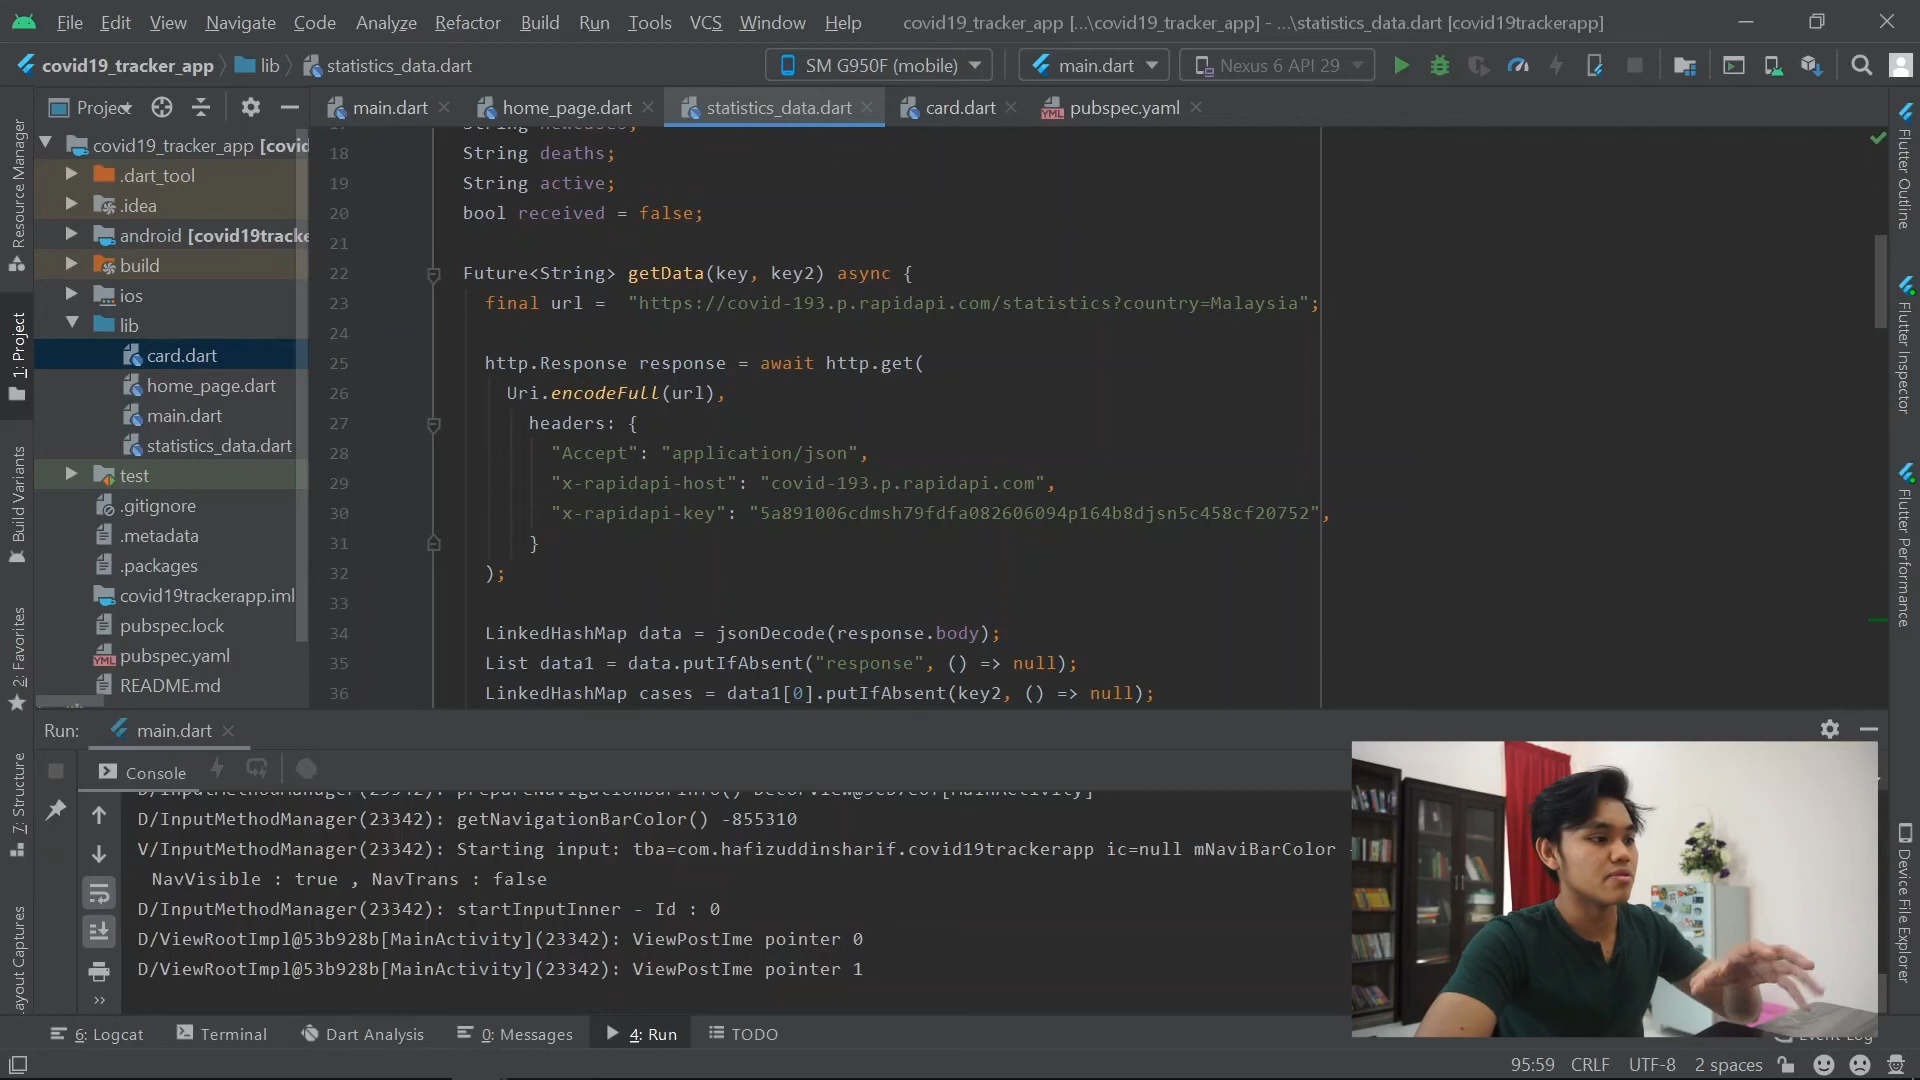 File Edit View Navigate Code Analyze Refactor Build Run Tools VCS Window Help covid19_tracker_app [...\covid19_tracker_app] - ...\statistics_data.dart [covid19trackerapp]
covid19_tracker_app lib statistics_data.dart SM G950F (mobile) main.dart Nexus 6 API 29
Project main.dart home_page.dart statistics_data.dart card.dart pubspec.yaml
covid19_tracker_app [covid
.dart_tool
.idea
android [covid19tracke
build
ios
lib
card.dart
home_page.dart
main.dart
statistics_data.dart
test
.gitignore
.metadata
.packages
covid19trackerapp.iml
pubspec.lock
pubspec.yaml
README.md
Resource Manager
1: Project
Build Variants
2: Favorites
7: Structure
ayout Captures
18 String deaths;
19 String active;
20 bool received = false;
21
22 Future<String> getData(key, key2) async {
23 final url = "https://covid-193.p.rapidapi.com/statistics?country=Malaysia";
24
25 http.Response response = await http.get(
26 Uri.encodeFull(url),
27 headers: {
28 "Accept": "application/json",
29 "x-rapidapi-host": "covid-193.p.rapidapi.com",
30 "x-rapidapi-key": "5a891006cdmsh79fdfa082606094p164b8djsn5c458cf20752",
31 }
32 );
33
34 LinkedHashMap data = jsonDecode(response.body);
35 List data1 = data.putIfAbsent("response", () => null);
36 LinkedHashMap cases = data1[0].putIfAbsent(key2, () => null);
Flutter Outline
Flutter Inspector
Flutter Performance
Device File Explorer
Run: main.dart
Console
D/InputMethodManager(23342): getNavigationBarColor() -855310
V/InputMethodManager(23342): Starting input: tba=com.hafizuddinsharif.covid19trackerapp ic=null mNaviBarColor
NavVisible : true , NavTrans : false
D/InputMethodManager(23342): startInputInner - Id : 0
D/ViewRootImpl@53b928b[MainActivity](23342): ViewPostIme pointer 0
D/ViewRootImpl@53b928b[MainActivity](23342): ViewPostIme pointer 1
6: Logcat Terminal Dart Analysis 0: Messages 4: Run TODO Event Log
95:59 CRLF UTF-8 2 spaces